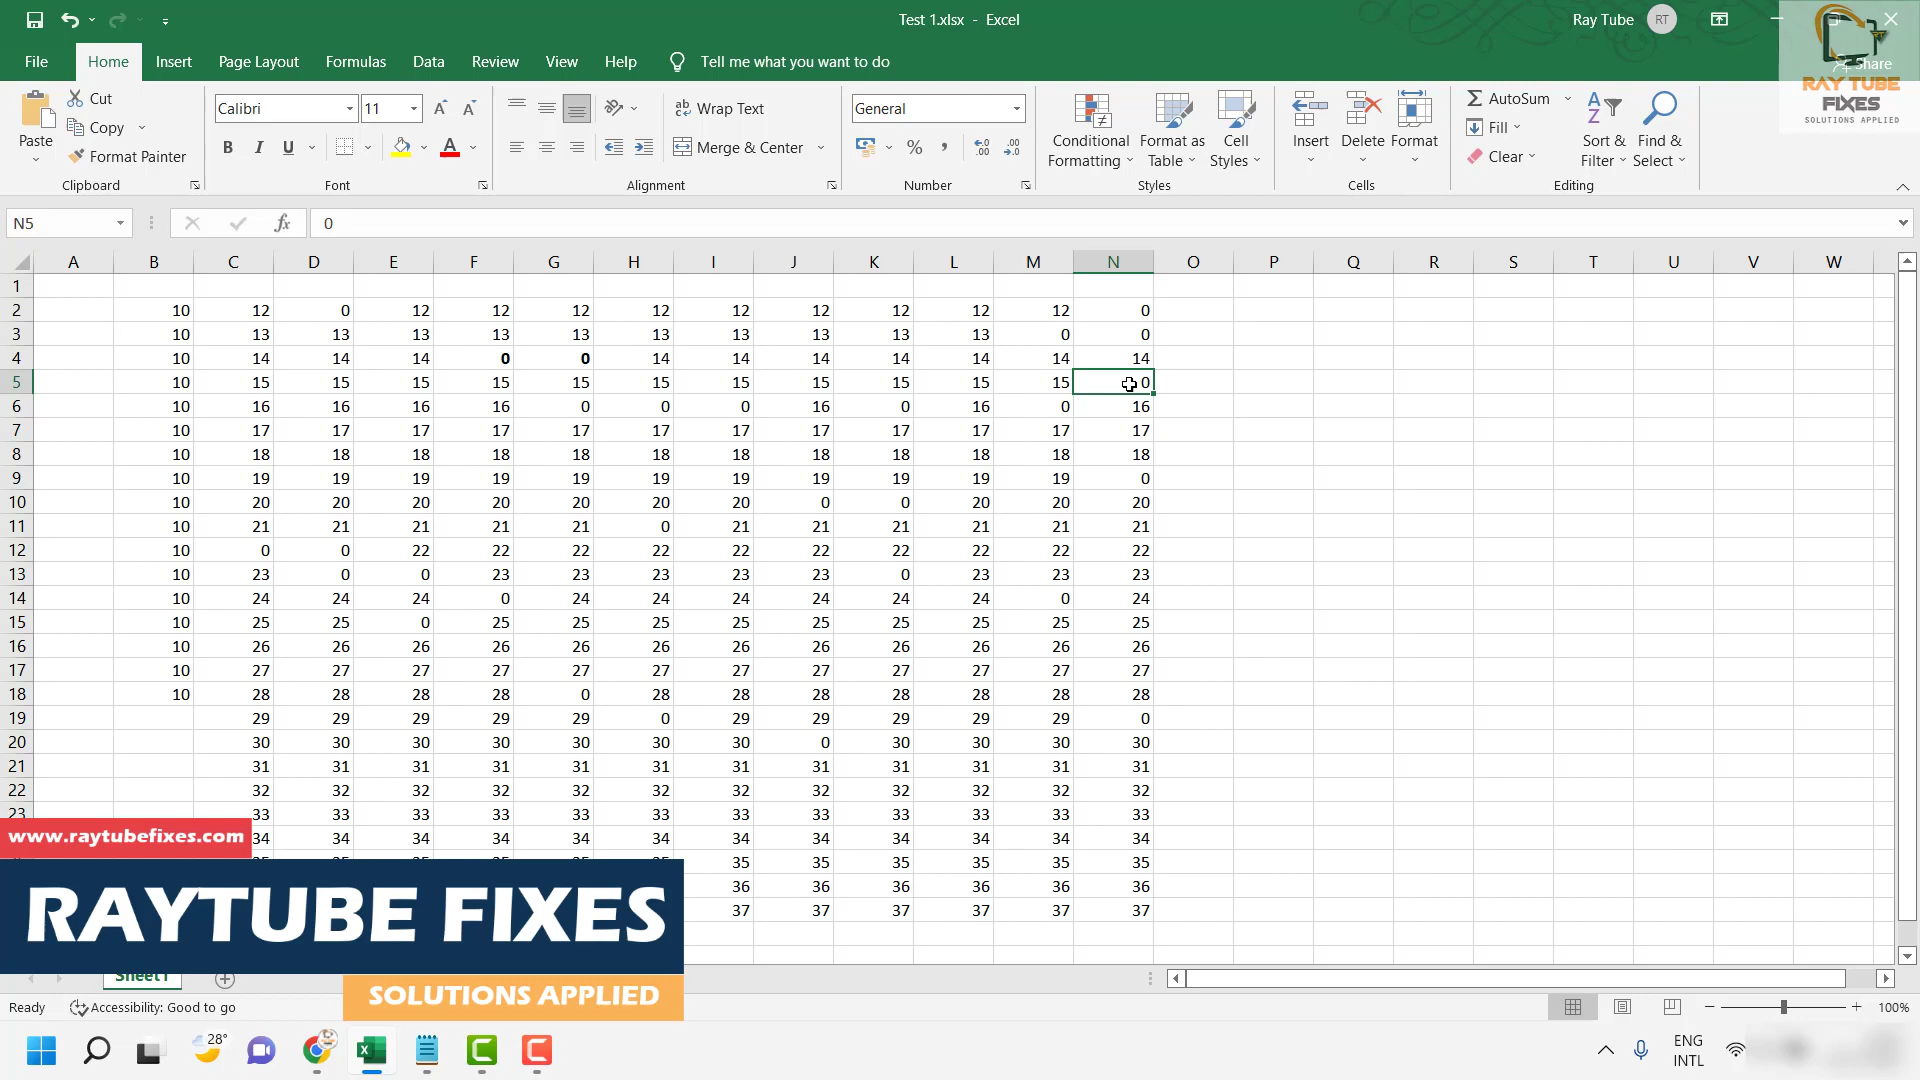 Test 1.xlsx - Excel
Ray Tube RT
File Home Insert Page Layout Formulas Data Review View Help Tell me what you want to do
Share
RAY TUBE
FIXES
SOLUTIONS APPLIED
Paste
Cut
Copy
Format Painter
Clipboard
Calibri 11
B I U A
Font
ab Wrap Text
Merge & Center
Alignment
General
% ,
Number
Conditional Formatting
Format as Table
Cell Styles
Styles
Insert Delete Format
Cells
AutoSum
Fill
Clear
Sort & Filter
Find & Select
Editing
N5 fx 0
A B C D E F G H I J K L M N O P Q R S T U V W
1
2 10 12 0 12 12 12 12 12 12 12 12 12 0
3 10 13 13 13 13 13 13 13 13 13 13 0 0
4 10 14 14 14 0 0 14 14 14 14 14 14 14
5 10 15 15 15 15 15 15 15 15 15 15 15 0
6 10 16 16 16 16 0 0 0 16 0 16 0 16
7 10 17 17 17 17 17 17 17 17 17 17 17 17
8 10 18 18 18 18 18 18 18 18 18 18 18 18
9 10 19 19 19 19 19 19 19 19 19 19 19 0
10 10 20 20 20 20 20 20 20 0 0 20 20 20
11 10 21 21 21 21 21 0 21 21 21 21 21 21
12 10 0 0 22 22 22 22 22 22 22 22 22 22
13 10 23 0 0 23 23 23 23 23 0 23 23 23
14 10 24 24 24 0 24 24 24 24 24 24 0 24
15 10 25 25 0 25 25 25 25 25 25 25 25 25
16 10 26 26 26 26 26 26 26 26 26 26 26 26
17 10 27 27 27 27 27 27 27 27 27 27 27 27
18 10 28 28 28 28 0 28 28 28 28 28 28 28
19 29 29 29 29 29 0 29 29 29 29 29 0
20 30 30 30 30 30 30 30 0 30 30 30 30
21 31 31 31 31 31 31 31 31 31 31 31 31
22 32 32 32 32 32 32 32 32 32 32 32 32
23 33 33 33 33 33 33 33 33 33 33 33 33
34 34 34 34 34 34 34 34 34 34 34 34
35 35 35 35 35 35 35 35 35 35 35 35
36 36 36 36 36 36
37 37 37 37 37 37
www.raytubefixes.com
RAYTUBE FIXES
SOLUTIONS APPLIED
Sheet1
Ready Accessibility: Good to go 100%
28°
ENG
INTL